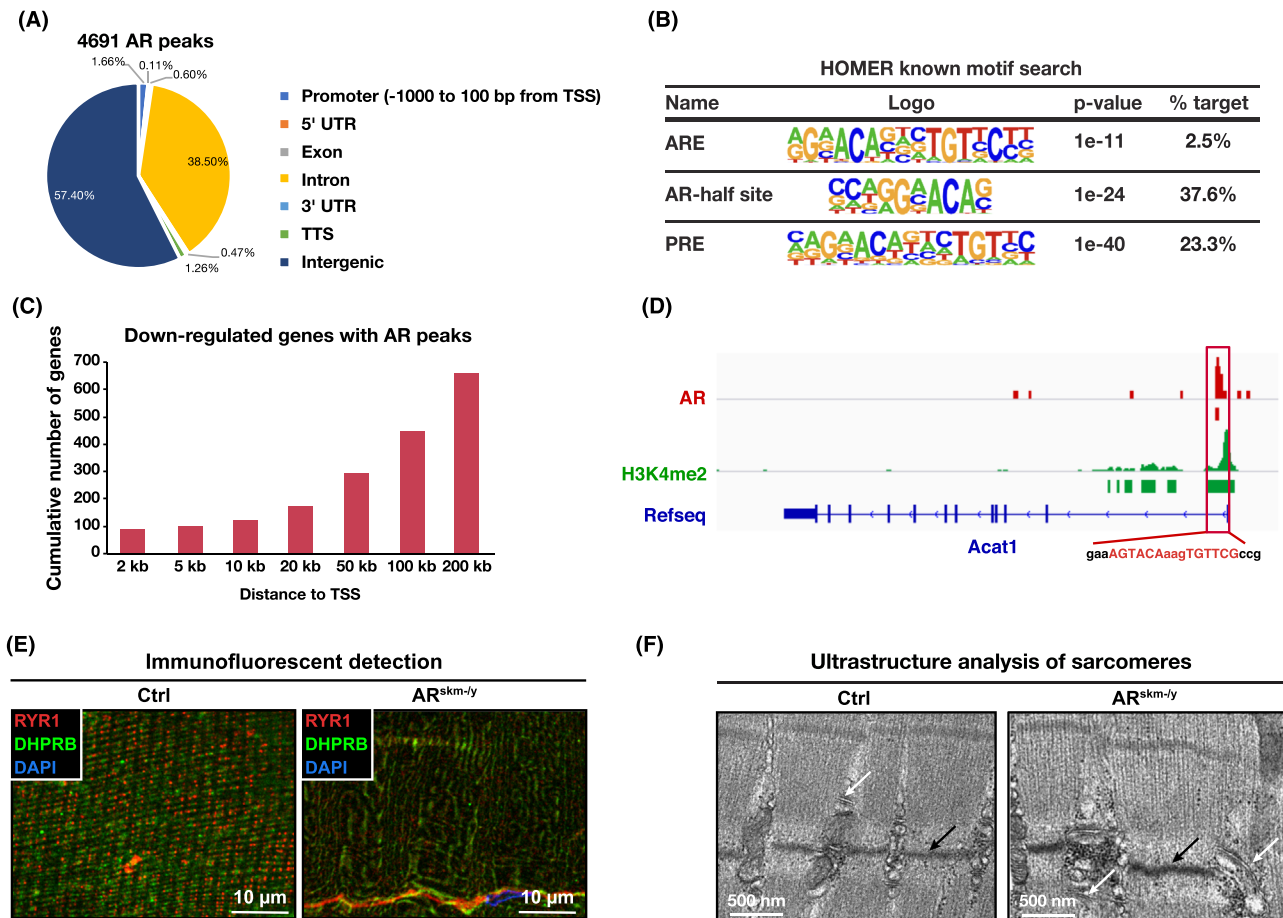 (A)
4691 AR peaks
1.66%
0.11%
0.60%
38.50%
57.40%
0.47%
1.26%
Promoter (-1000 to 100 bp from TSS)
5' UTR
Exon
Intron
3' UTR
TTS
Intergenic
(B)
HOMER known motif search
Name Logo p-value % target
ARE 1e-11 2.5%
AR-half site 1e-24 37.6%
PRE 1e-40 23.3%
(C)
Down-regulated genes with AR peaks
Cumulative number of genes
700
600
500
400
300
200
100
0
2 kb 5 kb 10 kb 20 kb 50 kb 100 kb 200 kb
Distance to TSS
(D)
AR
H3K4me2
Refseq
Acat1
gaaAGTACAaagTGTTCGccg
(E)
Immunofluorescent detection
Ctrl ARskm-/y
RYR1
DHPRB
DAPI
10 µm
RYR1
DHPRB
DAPI
10 µm
(F)
Ultrastructure analysis of sarcomeres
Ctrl ARskm-/y
500 nm
500 nm